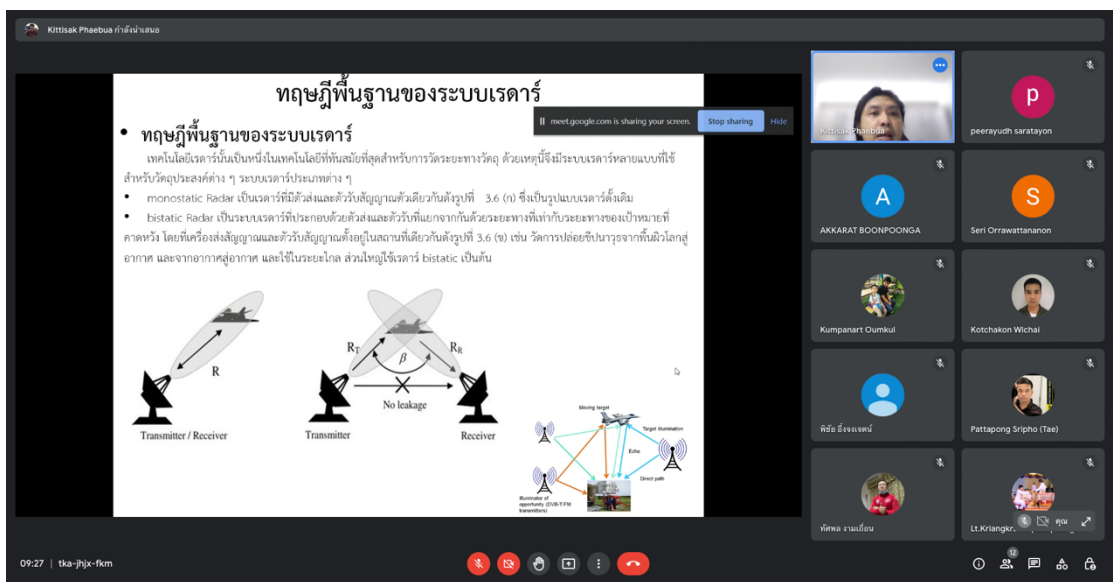 Kittisak Phaebua กำลังนำเสนอ
ทฤษฎีพื้นฐานของระบบเรดาร์
meet.google.com is sharing your screen. Stop sharing Hide
• ทฤษฎีพื้นฐานของระบบเรดาร์
เทคโนโลยีเรดาร์นั้นเป็นหนึ่งในเทคโนโลยีที่ทันสมัยที่สุดสำหรับการวัดระยะทางวัตถุ ด้วยเหตุนี้จึงมีระบบเรดาร์หลายแบบที่ใช้
สำหรับวัตถุประสงค์ต่าง ๆ ระบบเรดาร์ประเภทต่าง ๆ
• monostatic Radar เป็นเรดาร์ที่มีตัวส่งและตัวรับสัญญาณตัวเดียวกันดังรูปที่ 3.6 (ก) ซึ่งเป็นรูปแบบเรดาร์ดั้งเดิม
• bistatic Radar เป็นระบบเรดาร์ที่ประกอบด้วยตัวส่งและตัวรับที่แยกจากกันด้วยระยะทางที่เท่ากับระยะทางของเป้าหมายที่
คาดหวัง โดยที่เครื่องส่งสัญญาณและตัวรับสัญญาณตั้งอยู่ในสถานที่เดียวกันดังรูปที่ 3.6 (ข) เช่น วัดการปล่อยขีปนาวุธจากพื้นผิวโลกสู่
อากาศ และจากอากาศสู่อากาศ และใช้ในระยะไกล ส่วนใหญ่ใช้เรดาร์ bistatic เป็นต้น
R
Transmitter / Receiver
RT
β
RR
No leakage
Transmitter
Receiver
Moving target
Target illumination
Echo
Direct path
Illuminator of
opportunity (DVB-T/FM
transmitters)
Kittisak Phaebua
p
peerayudh saratayon
A
AKKARAT BOONPOONGA
S
Seri Orrawattananon
Kumpanart Oumkul
Kotchakon Wichai
พิชัย อึ้งจงเจตน์
Pattapong Sripho (Tae)
ทัศพล งามเถื่อน
Lt.Kriangkr...
คุณ
09:27 | tka-jhjx-fkm
12